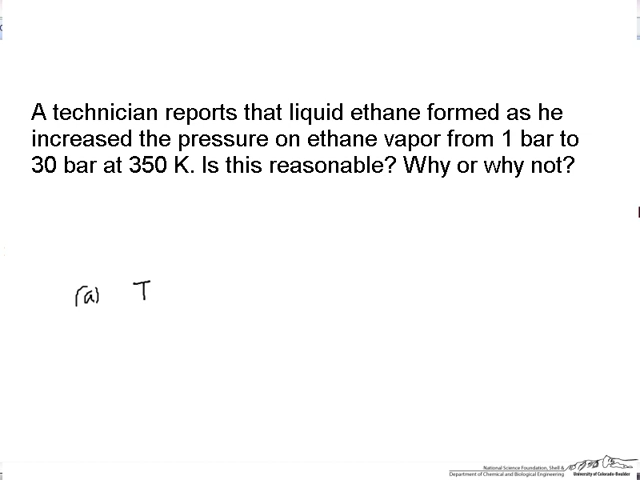 A technician reports that liquid ethane formed as he
increased the pressure on ethane vapor from 1 bar to
30 bar at 350 K. Is this reasonable? Why or why not?
(a) T
National Science Foundation, Shell &
Department of Chemical and Biological Engineering
University of Colorado Boulder